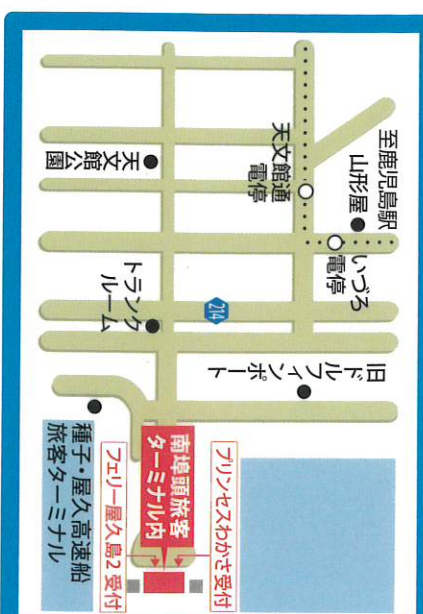 至鹿児島駅
山形屋
いづろ
電停
天文館通
電停
天文館
公園
トランク
ルーム
214
旧ドルフィンポート
プリンセスわかさ受付
南埠頭旅客
ターミナル内
フェリー屋久島2 受付
種子・屋久高速船
旅客ターミナル